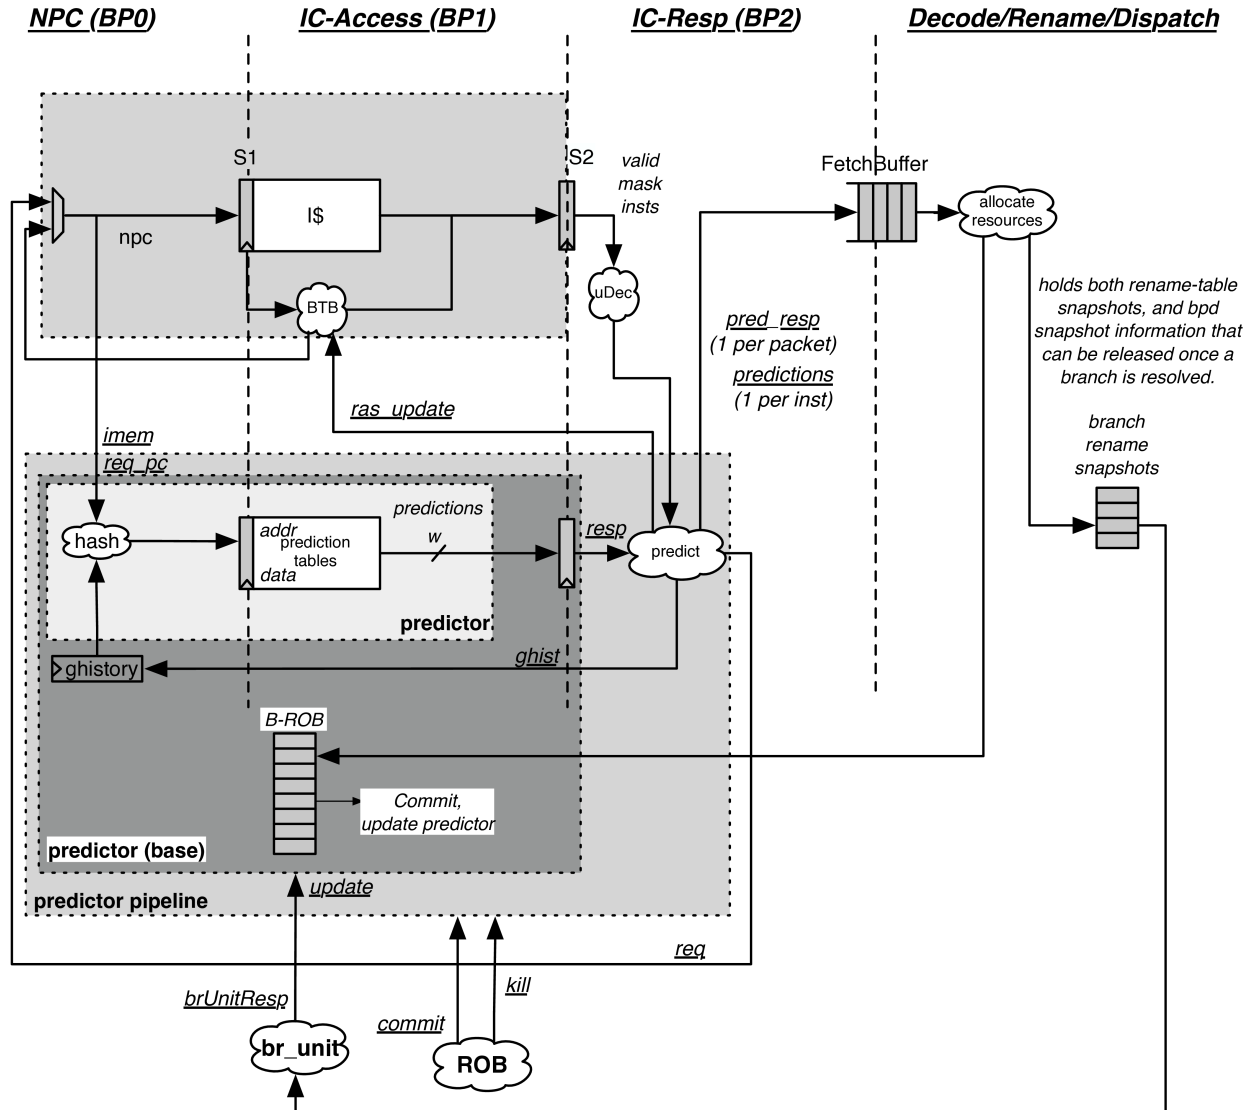 NPC (BP0)
IC-Access (BP1)
IC-Resp (BP2)
Decode/Rename/Dispatch
S1
S2
valid
mask
insts
FetchBuffer
I$
npc
allocate
resources
uDec
BTB
holds both rename-table
snapshots, and bpd
snapshot information that
can be released once a
branch is resolved.
pred_resp
(1 per packet)
predictions
(1 per inst)
ras_update
imem
req_pc
branch
rename
snapshots
predictions
w
resp
hash
addr
prediction
tables
data
predict
predictor
ghist
ghistory
B-ROB
Commit,
update predictor
predictor (base)
update
predictor pipeline
req
kill
brUnitResp
commit
br_unit
ROB